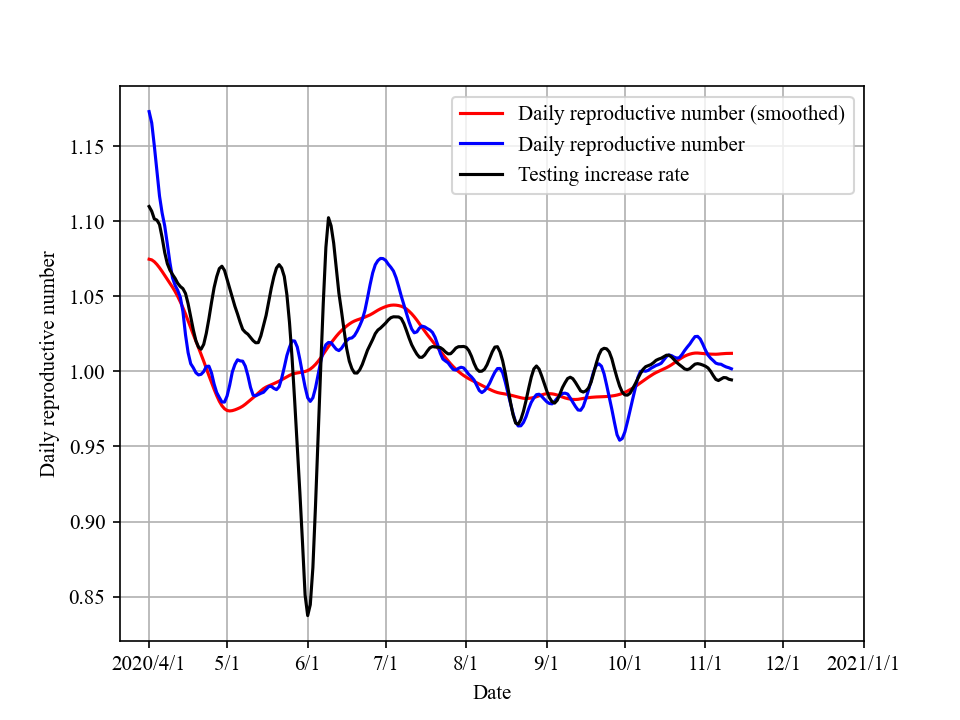 Daily reproductive number (smoothed)
Daily reproductive number
Testing increase rate
Daily reproductive number
1.15
1.10
1.05
1.00
0.95
0.90
0.85
2020/4/1 5/1 6/1 7/1 8/1 9/1 10/1 11/1 12/1 2021/1/1
Date